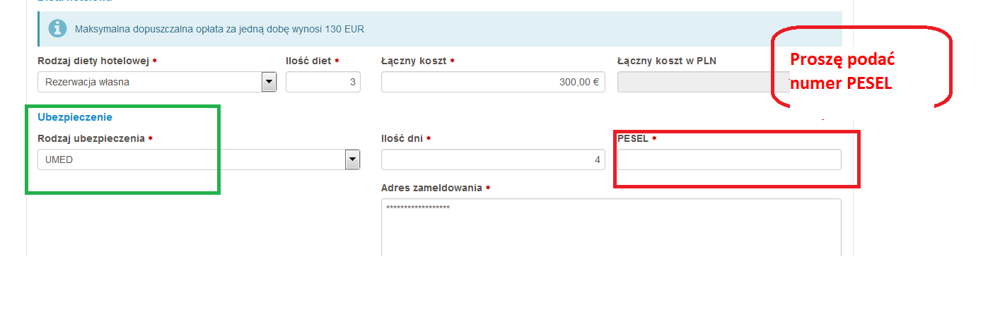 Maksymalna dopuszczalna opłata za jedną dobę wynosi 130 EUR
Rodzaj diety hotelowej * Ilość diet * Łączny koszt * Łączny koszt w PLN
Rezerwacja własna 3 300,00 €
Proszę podać
numer PESEL
Ubezpieczenie
Rodzaj ubezpieczenia * Ilość dni * PESEL *
UMED 4
Adres zameldowania *
******************